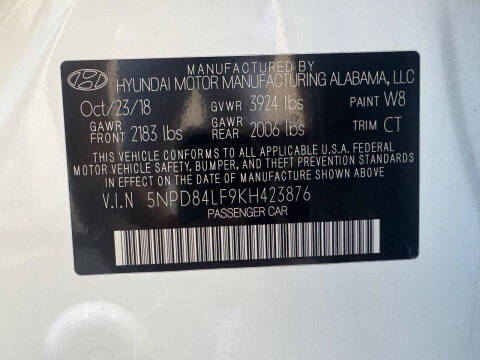 MANUFACTURED BY
HYUNDAI MOTOR MANUFACTURING ALABAMA, LLC
Oct/23/18 GVWR 3924 lbs PAINT W8
GAWR FRONT 2183 lbs GAWR REAR 2006 lbs TRIM CT
THIS VEHICLE CONFORMS TO ALL APPLICABLE U.S.A. FEDERAL
MOTOR VEHICLE SAFETY, BUMPER, AND THEFT PREVENTION STANDARDS
IN EFFECT ON THE DATE OF MANUFACTURE SHOWN ABOVE.
V.I.N 5NPD84LF9KH423876
PASSENGER CAR